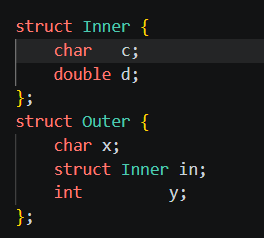 struct Inner {
    char   c;
    double d;
};
struct Outer {
    char x;
    struct Inner in;
    int        y;
};